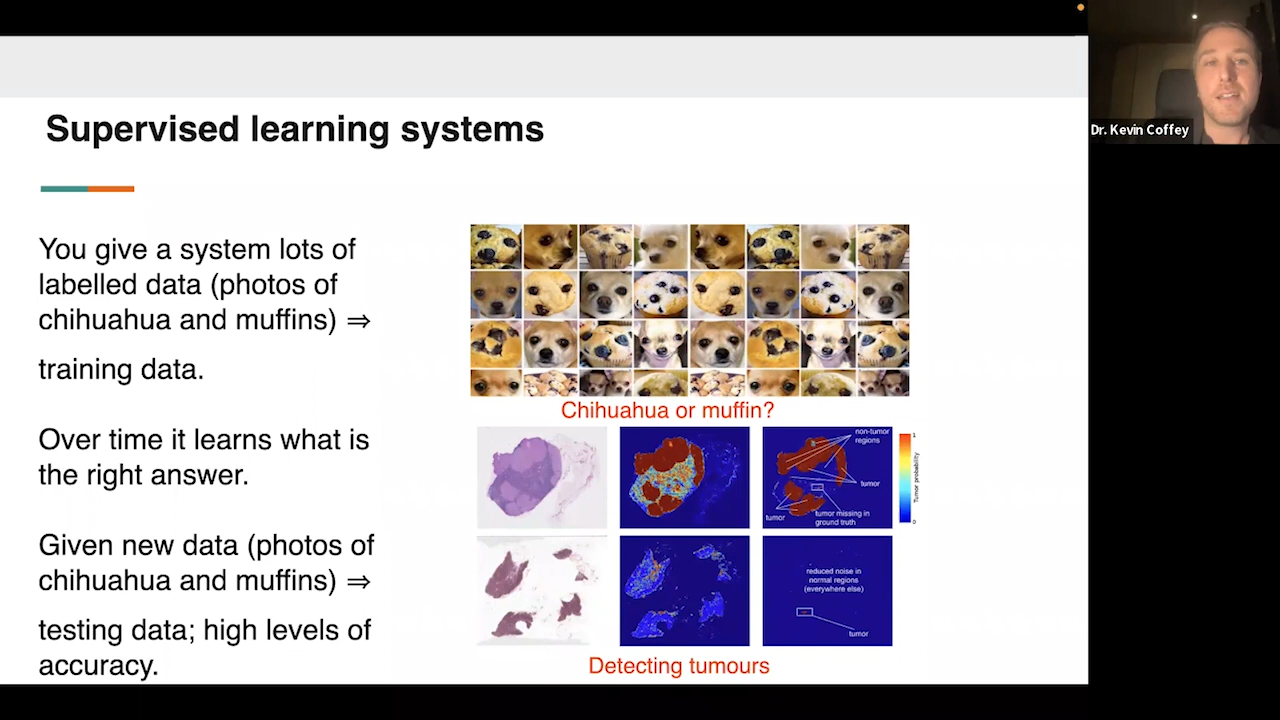 Supervised learning systems
Dr. Kevin Coffey
You give a system lots of
labelled data (photos of
chihuahua and muffins) ⇒
training data.
Over time it learns what is
the right answer.
Given new data (photos of
chihuahua and muffins) ⇒
testing data; high levels of
accuracy.
Chihuahua or muffin?
non-tumor
regions
tumor
tumor
tumor missing in
ground truth
1
Tumor probability
0
reduced noise in
normal regions
(everywhere else)
tumor
Detecting tumours